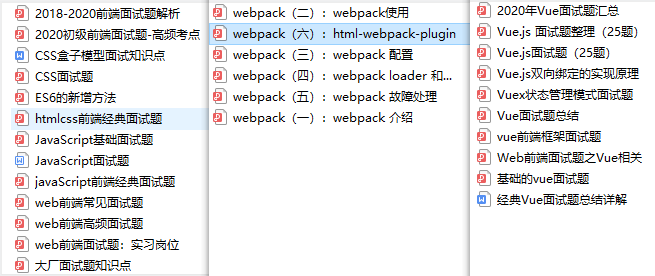 2018-2020前端面试题解析
2020初级前端面试题-高频考点
CSS盒子模型面试知识点
CSS面试题
ES6的新增方法
htmlcss前端经典面试题
JavaScript基础面试题
JavaScript面试题
javaScript前端经典面试题
web前端常见面试题
web前端高频面试题
web前端面试题：实习岗位
大厂面试题知识点
webpack（二）：webpack使用
webpack（六）：html-webpack-plugin
webpack（三）：webpack 配置
webpack（四）：webpack loader 和...
webpack（五）：webpack 故障处理
webpack（一）：webpack 介绍
2020年Vue面试题汇总
Vue.js 面试题整理（25题）
Vue.js面试题（25题）
Vue.js双向绑定的实现原理
Vuex状态管理模式面试题
Vue面试题总结
vue前端框架面试题
Web前端面试题之Vue相关
基础的vue面试题
经典Vue面试题总结详解